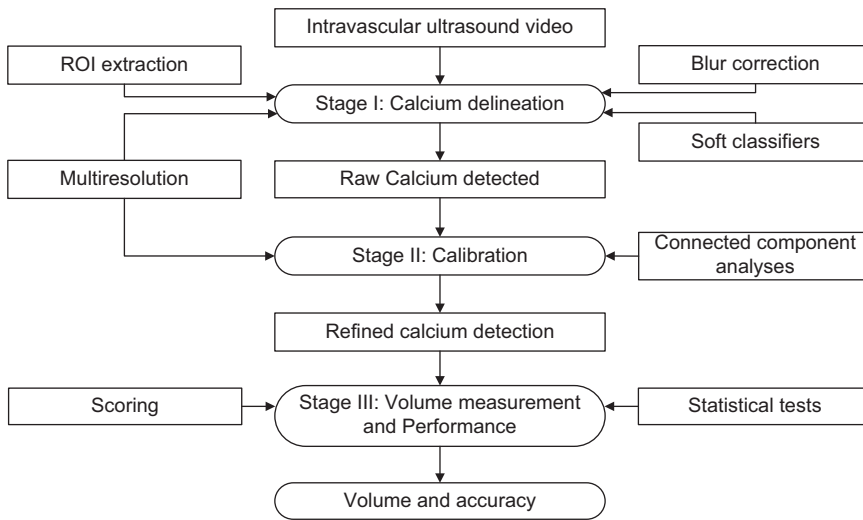 Intravascular ultrasound video
ROI extraction
Blur correction
Stage I: Calcium delineation
Soft classifiers
Multiresolution
Raw Calcium detected
Stage II: Calibration
Connected component
analyses
Refined calcium detection
Scoring
Stage III: Volume measurement
and Performance
Statistical tests
Volume and accuracy